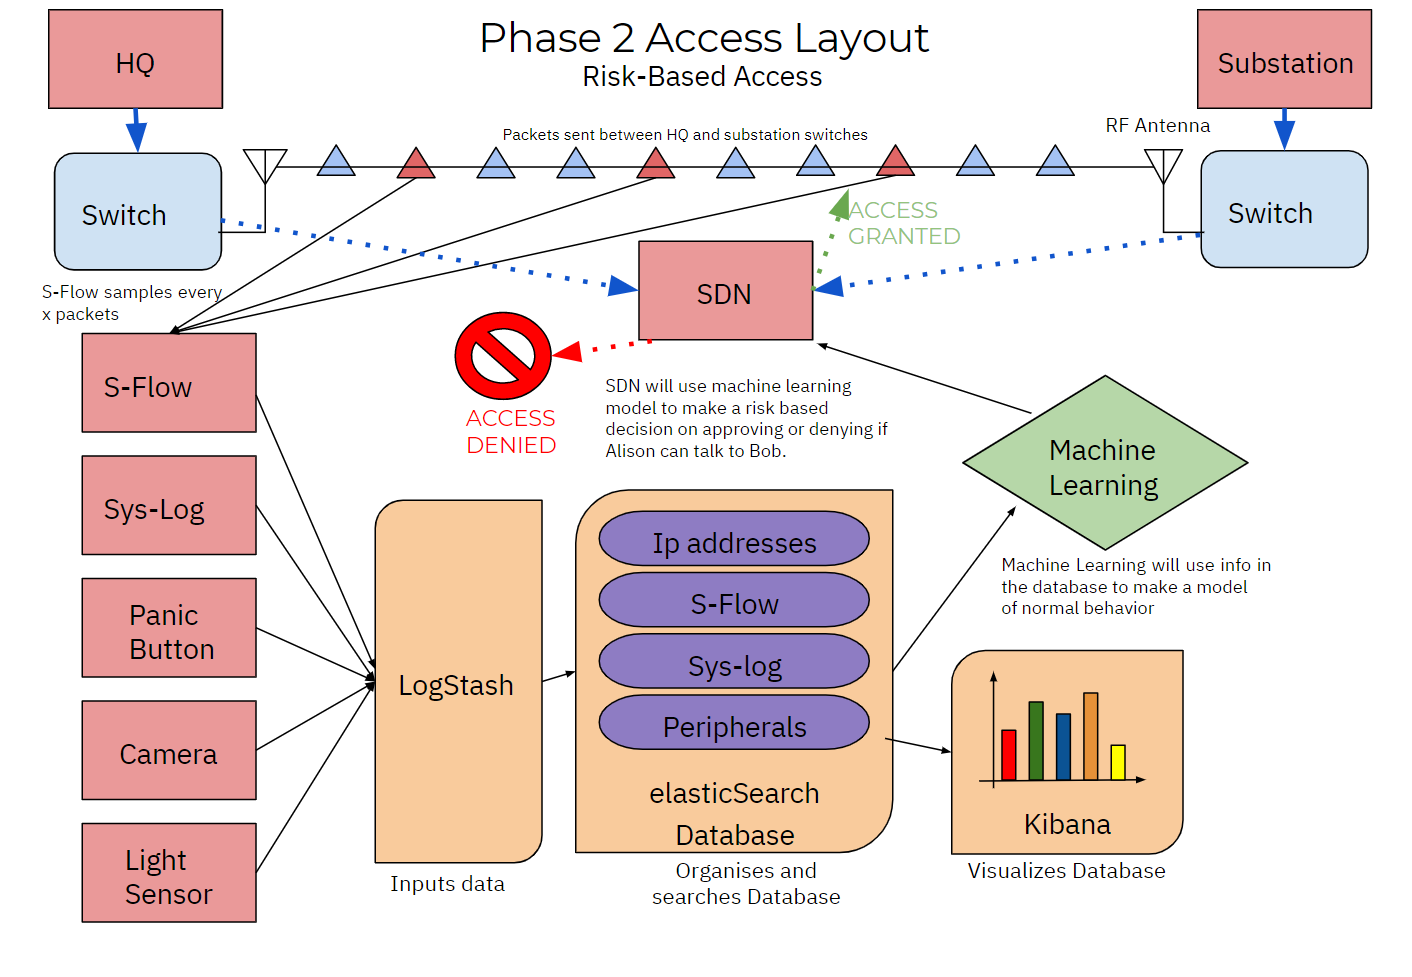 Phase 2 Access Layout
Risk-Based Access
HQ
Substation
Packets sent between HQ and substation switches
RF Antenna
Switch
Switch
ACCESS
GRANTED
SDN
S-Flow samples every
x packets
S-Flow
ACCESS
DENIED
SDN will use machine learning
model to make a risk based
decision on approving or denying if
Alison can talk to Bob.
Machine
Learning
Machine Learning will use info in
the database to make a model
of normal behavior
Sys-Log
Panic
Button
Camera
Light
Sensor
LogStash
Inputs data
Ip addresses
S-Flow
Sys-log
Peripherals
elasticSearch
Database
Organises and
searches Database
Kibana
Visualizes Database